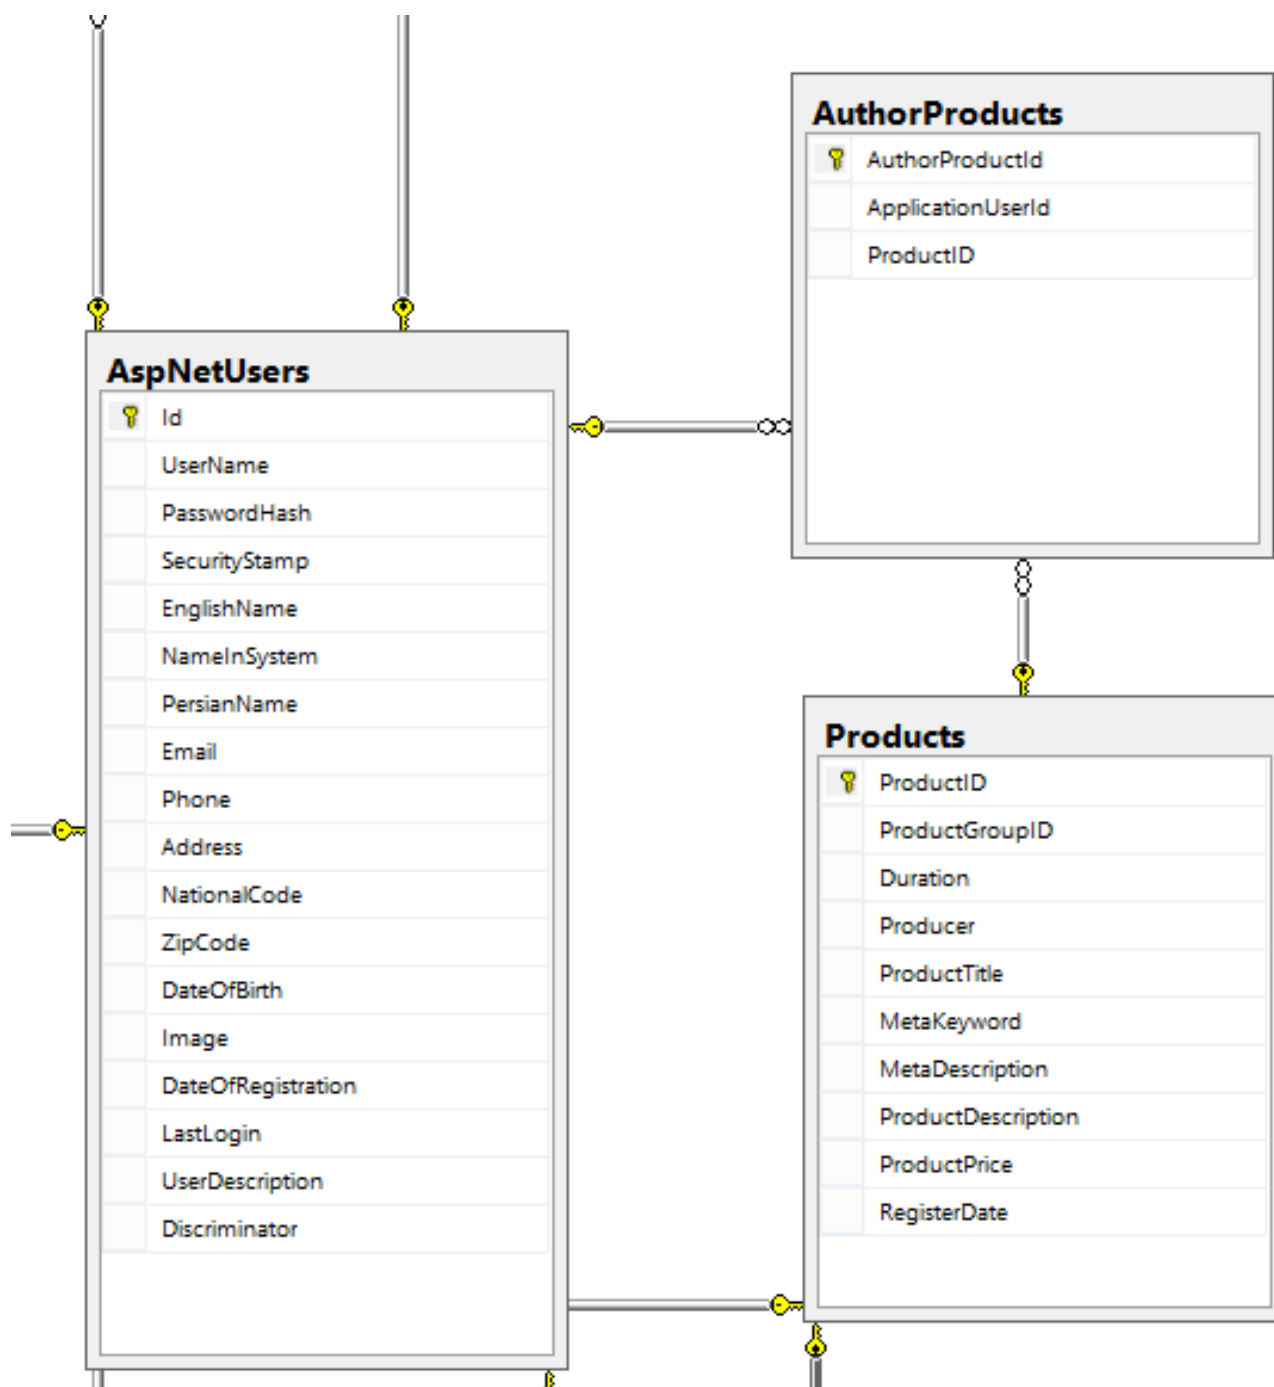 AuthorProducts
AuthorProductId
ApplicationUserId
ProductID
AspNetUsers
Id
UserName
PasswordHash
SecurityStamp
EnglishName
NameInSystem
PersianName
Email
Phone
Address
NationalCode
ZipCode
DateOfBirth
Image
DateOfRegistration
LastLogin
UserDescription
Discriminator
Products
ProductID
ProductGroupID
Duration
Producer
ProductTitle
MetaKeyword
MetaDescription
ProductDescription
ProductPrice
RegisterDate